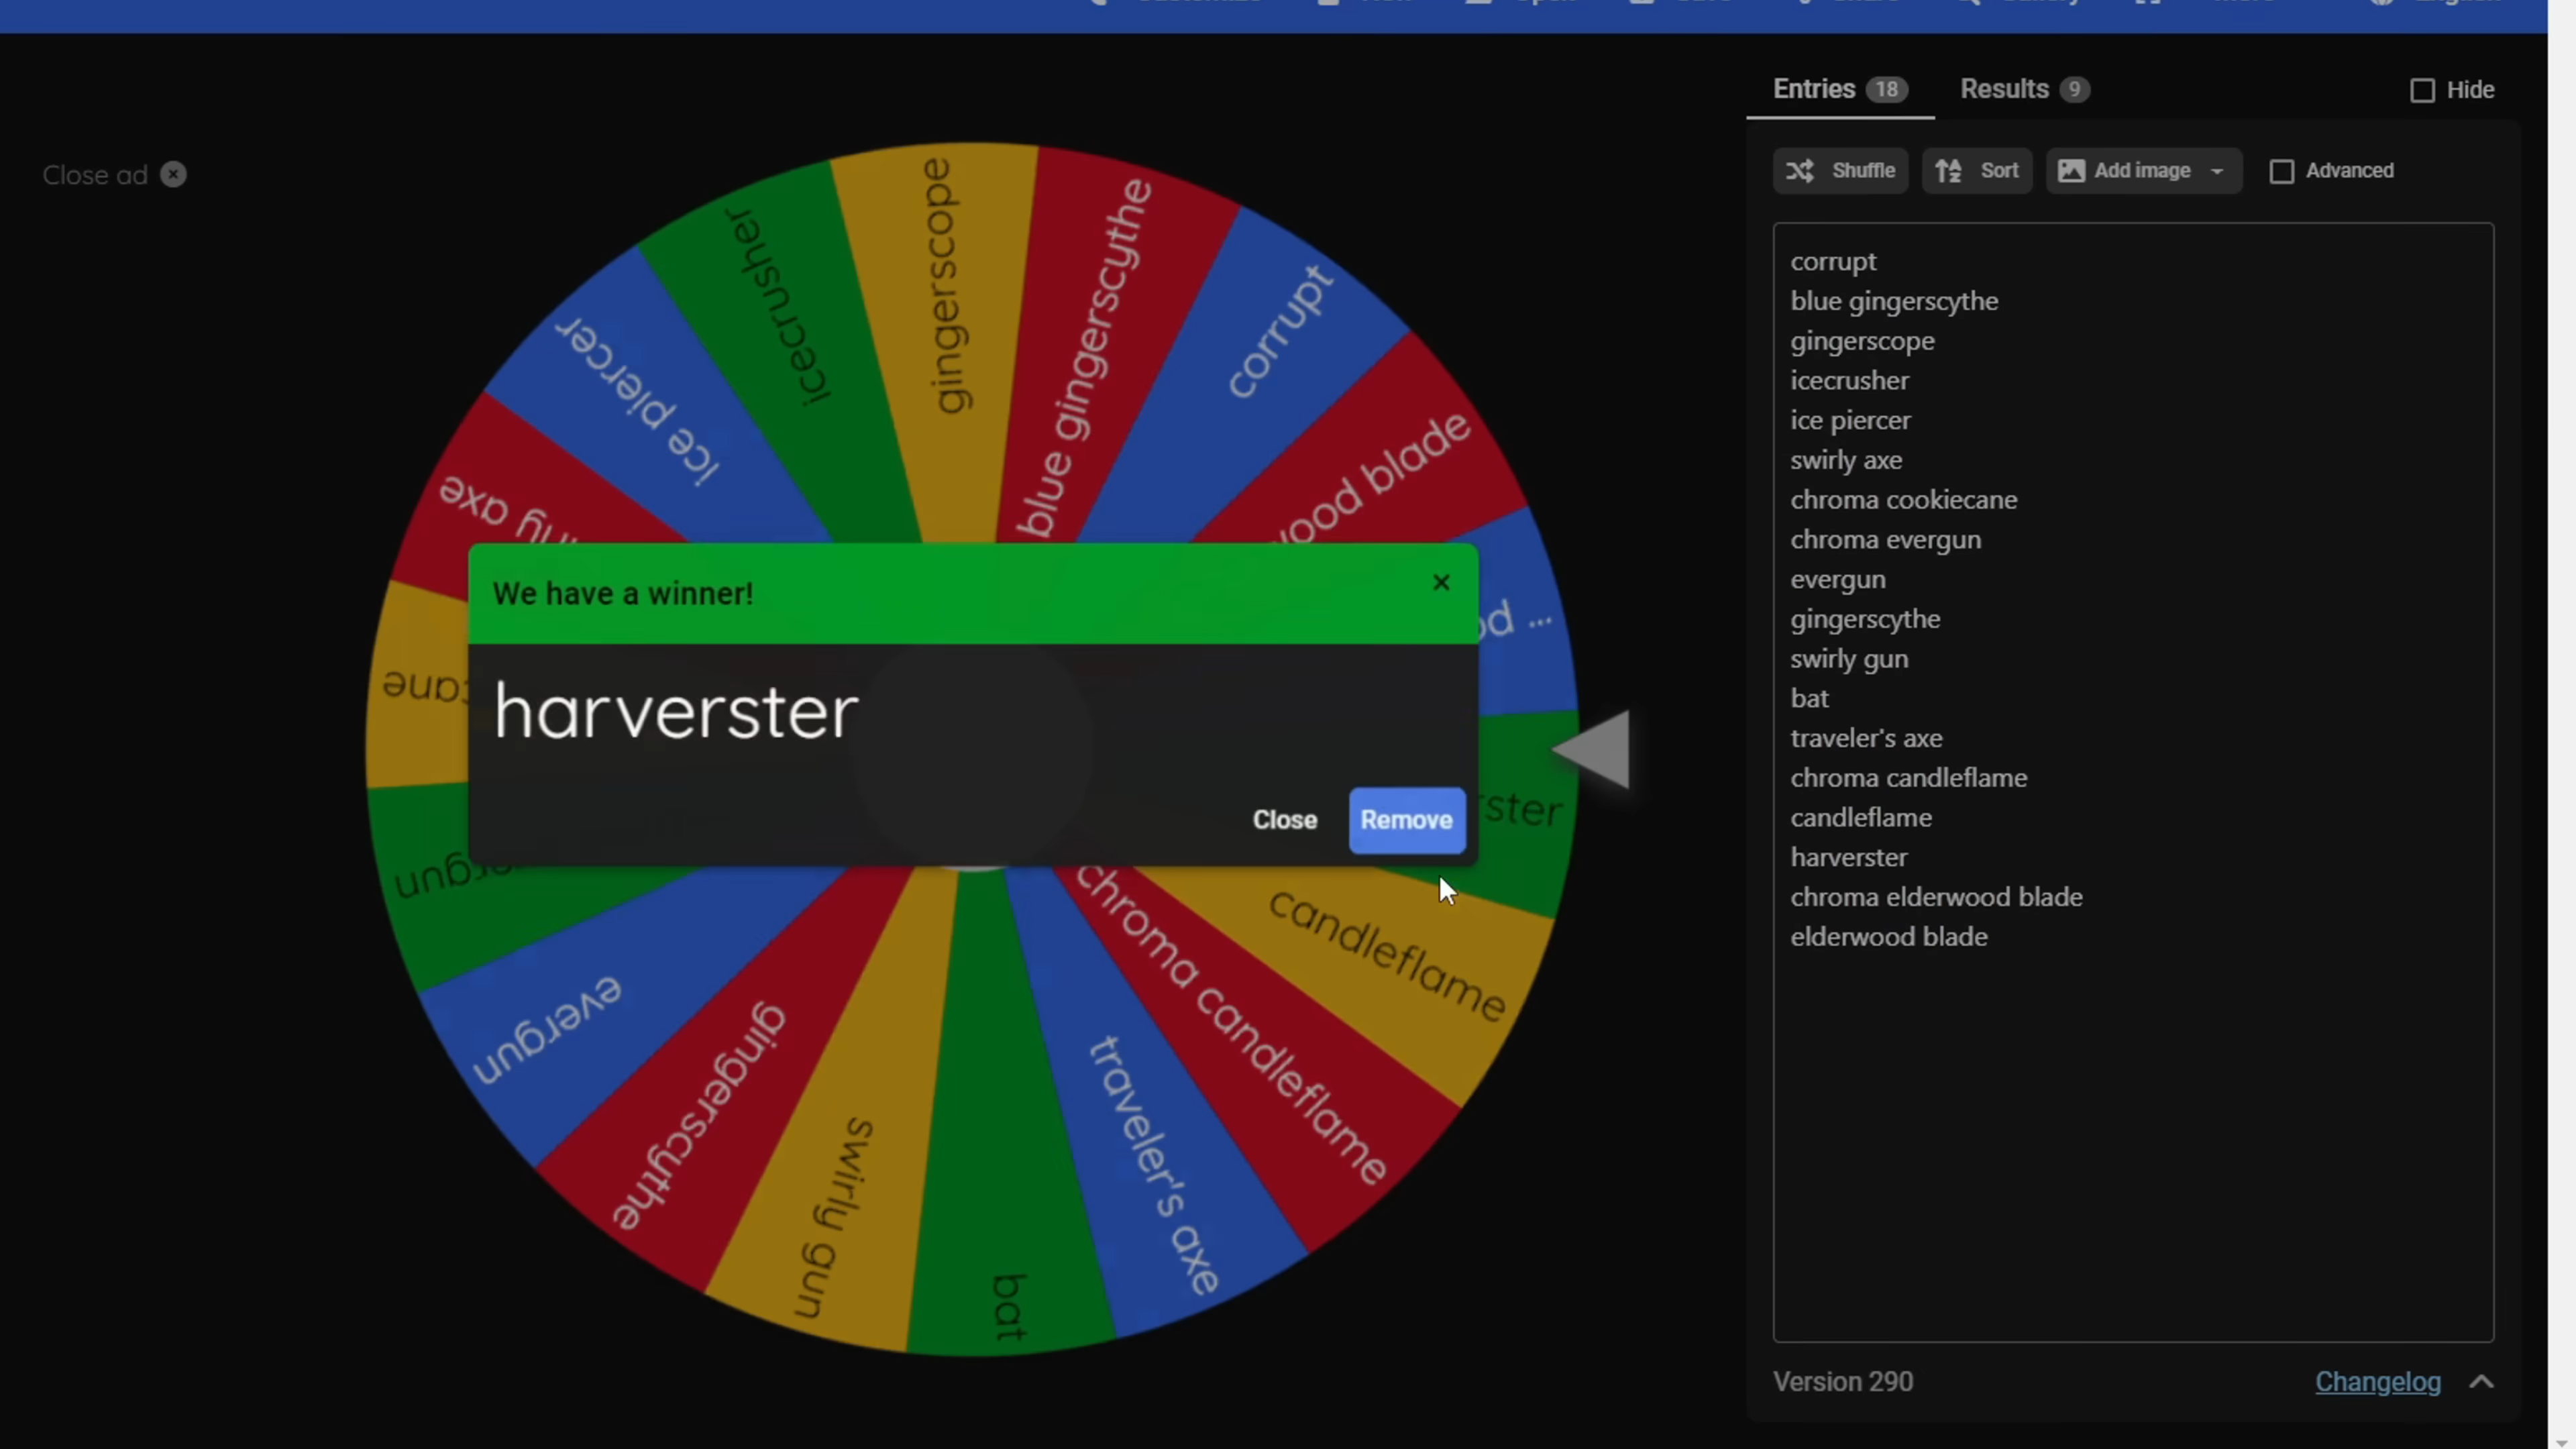 Entries 18 Results 9 Hide
Close ad
Shuffle Sort Add image Advanced
corrupt
blue gingerscythe
gingerscope
icecrusher
ice piercer
swirly axe
chroma cookiecane
chroma evergun
evergun
gingerscythe
swirly gun
bat
traveler's axe
chroma candleflame
candleflame
harverster
chroma elderwood blade
elderwood blade
Version 290 Changelog
We have a winner!
harverster
Close Remove
gingerscope
blue gingerscythe
corrupt
blade
icecrusher
ice piercer
axe
evergun
gingerscythe
swirly gun
bat
traveler's axe
chroma candleflame
candleflame